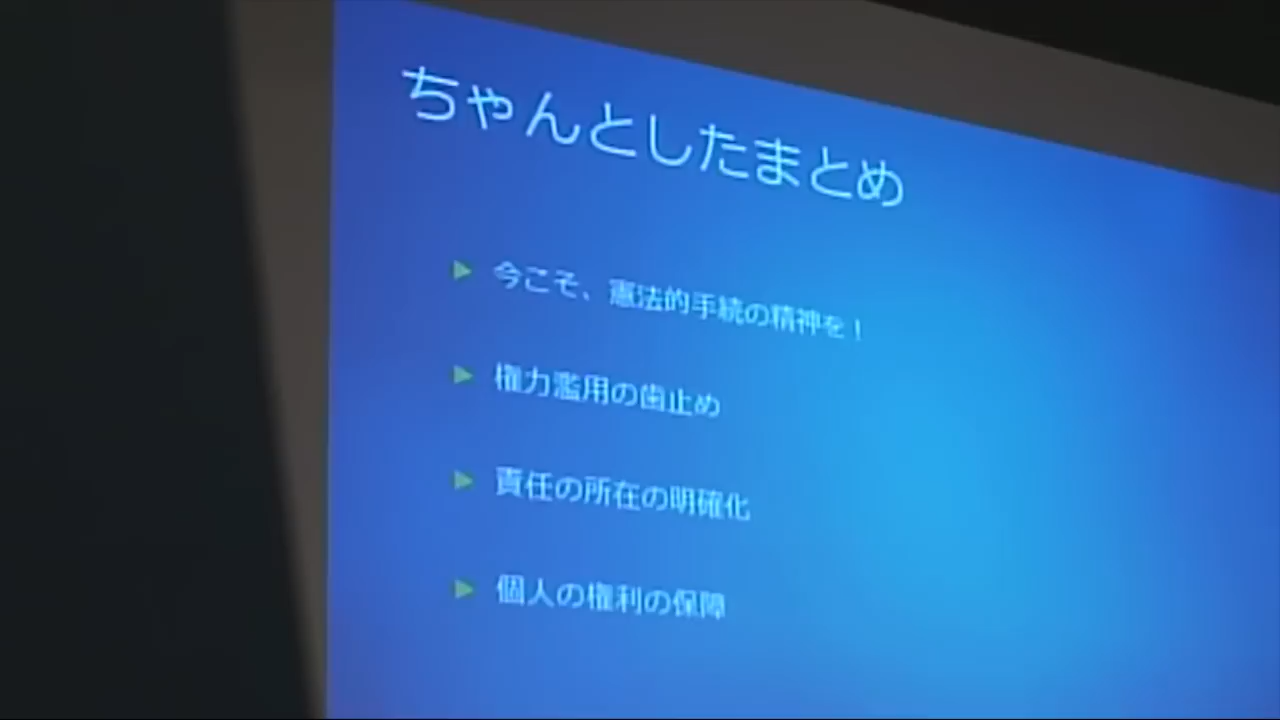 ちゃんとしたまとめ
今こそ、憲法的手続の精神を！
権力濫用の歯止め
責任の所在の明確化
個人の権利の保障